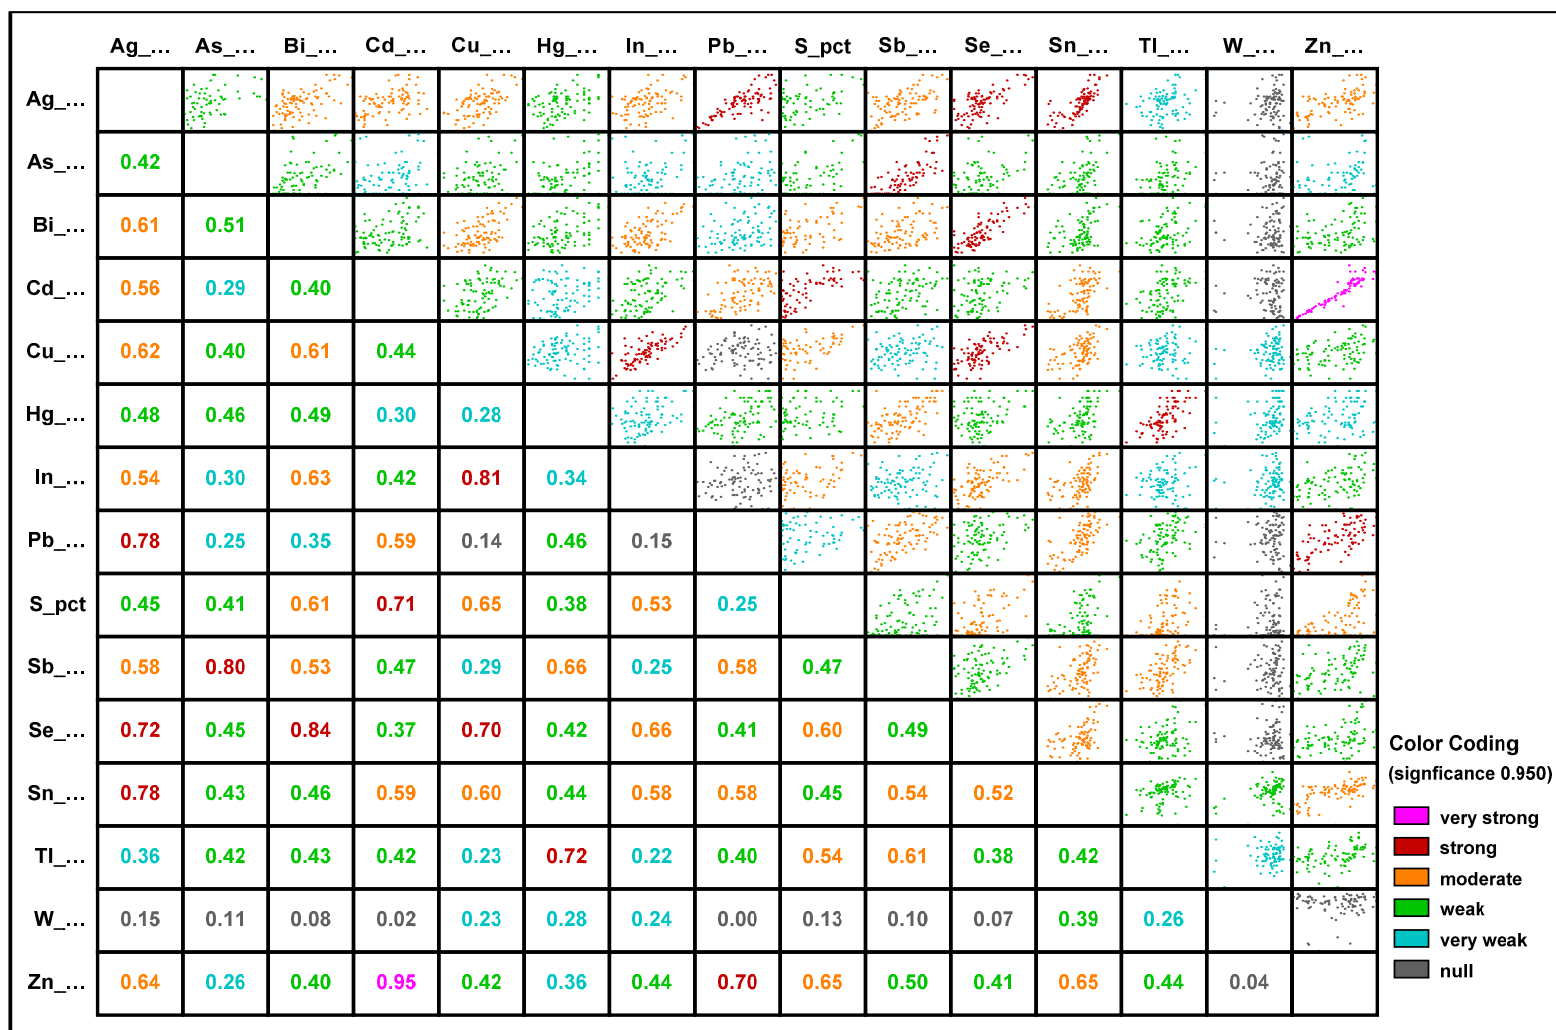 Ag_... As_... Bi_... Cd_... Cu_... Hg_... In_... Pb_... S_pct Sb_... Se_... Sn_... Tl_... W_... Zn_...
Ag_...
As_... 0.42
Bi_... 0.61 0.51
Cd_... 0.56 0.29 0.40
Cu_... 0.62 0.40 0.61 0.44
Hg_... 0.48 0.46 0.49 0.30 0.28
In_... 0.54 0.30 0.63 0.42 0.81 0.34
Pb_... 0.78 0.25 0.35 0.59 0.14 0.46 0.15
S_pct 0.45 0.41 0.61 0.71 0.65 0.38 0.53 0.25
Sb_... 0.58 0.80 0.53 0.47 0.29 0.66 0.25 0.58 0.47
Se_... 0.72 0.45 0.84 0.37 0.70 0.42 0.66 0.41 0.60 0.49
Sn_... 0.78 0.43 0.46 0.59 0.60 0.44 0.58 0.58 0.45 0.54 0.52
Tl_... 0.36 0.42 0.43 0.42 0.23 0.72 0.22 0.40 0.54 0.61 0.38 0.42
W_... 0.15 0.11 0.08 0.02 0.23 0.28 0.24 0.00 0.13 0.10 0.07 0.39 0.26
Zn_... 0.64 0.26 0.40 0.95 0.42 0.36 0.44 0.70 0.65 0.50 0.41 0.65 0.44 0.04
Color Coding
(signficance 0.950)
very strong
strong
moderate
weak
very weak
null